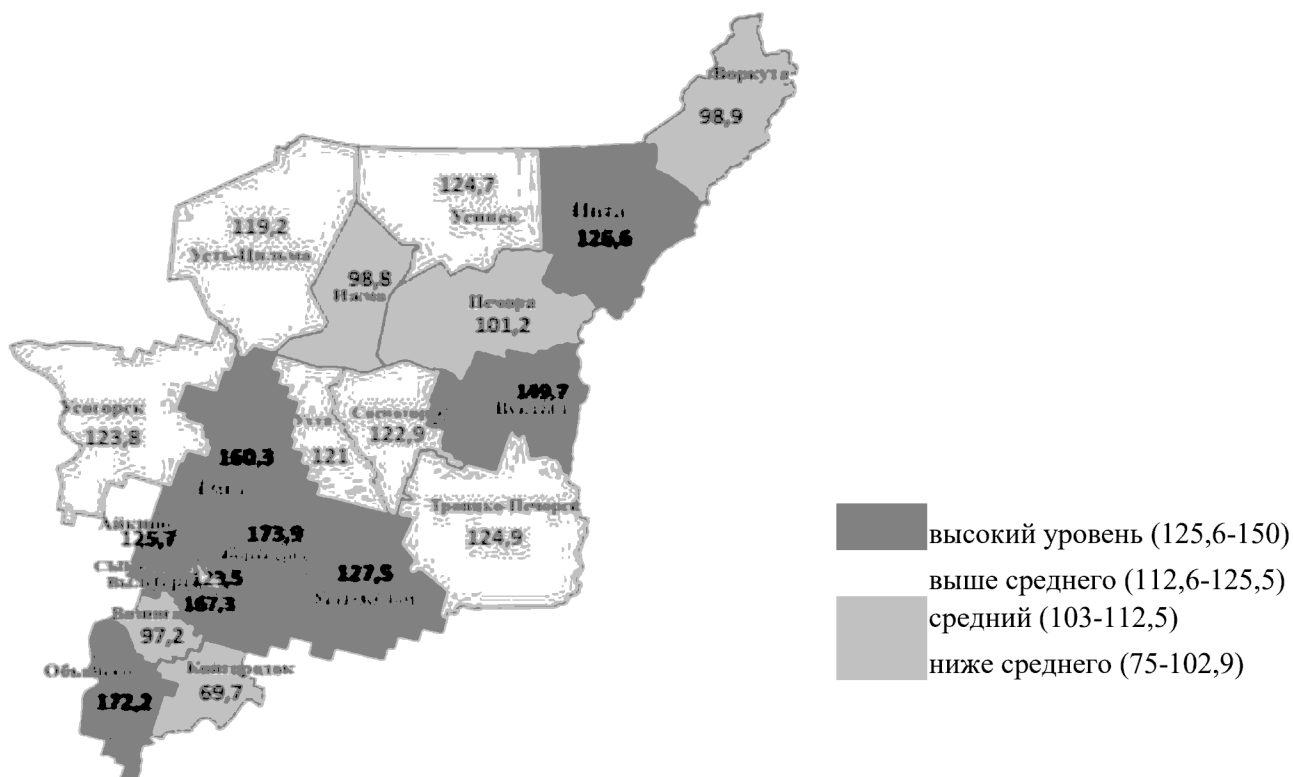 Воркута
98,9
124,7
Усинск
Инта
126,6
119,2
Усть-Цильма
98,8
Ижма
Печора
101,2
149,7
Вуктыл
Усогорск
123,8
122,9
121
160,3
Троицко-Печорск
124,9
Айкино
125,7
173,9
127,5
123,5
167,3
97,2
Койгородок
69,7
172,2
высокий уровень (125,6-150)
выше среднего (112,6-125,5)
средний (103-112,5)
ниже среднего (75-102,9)